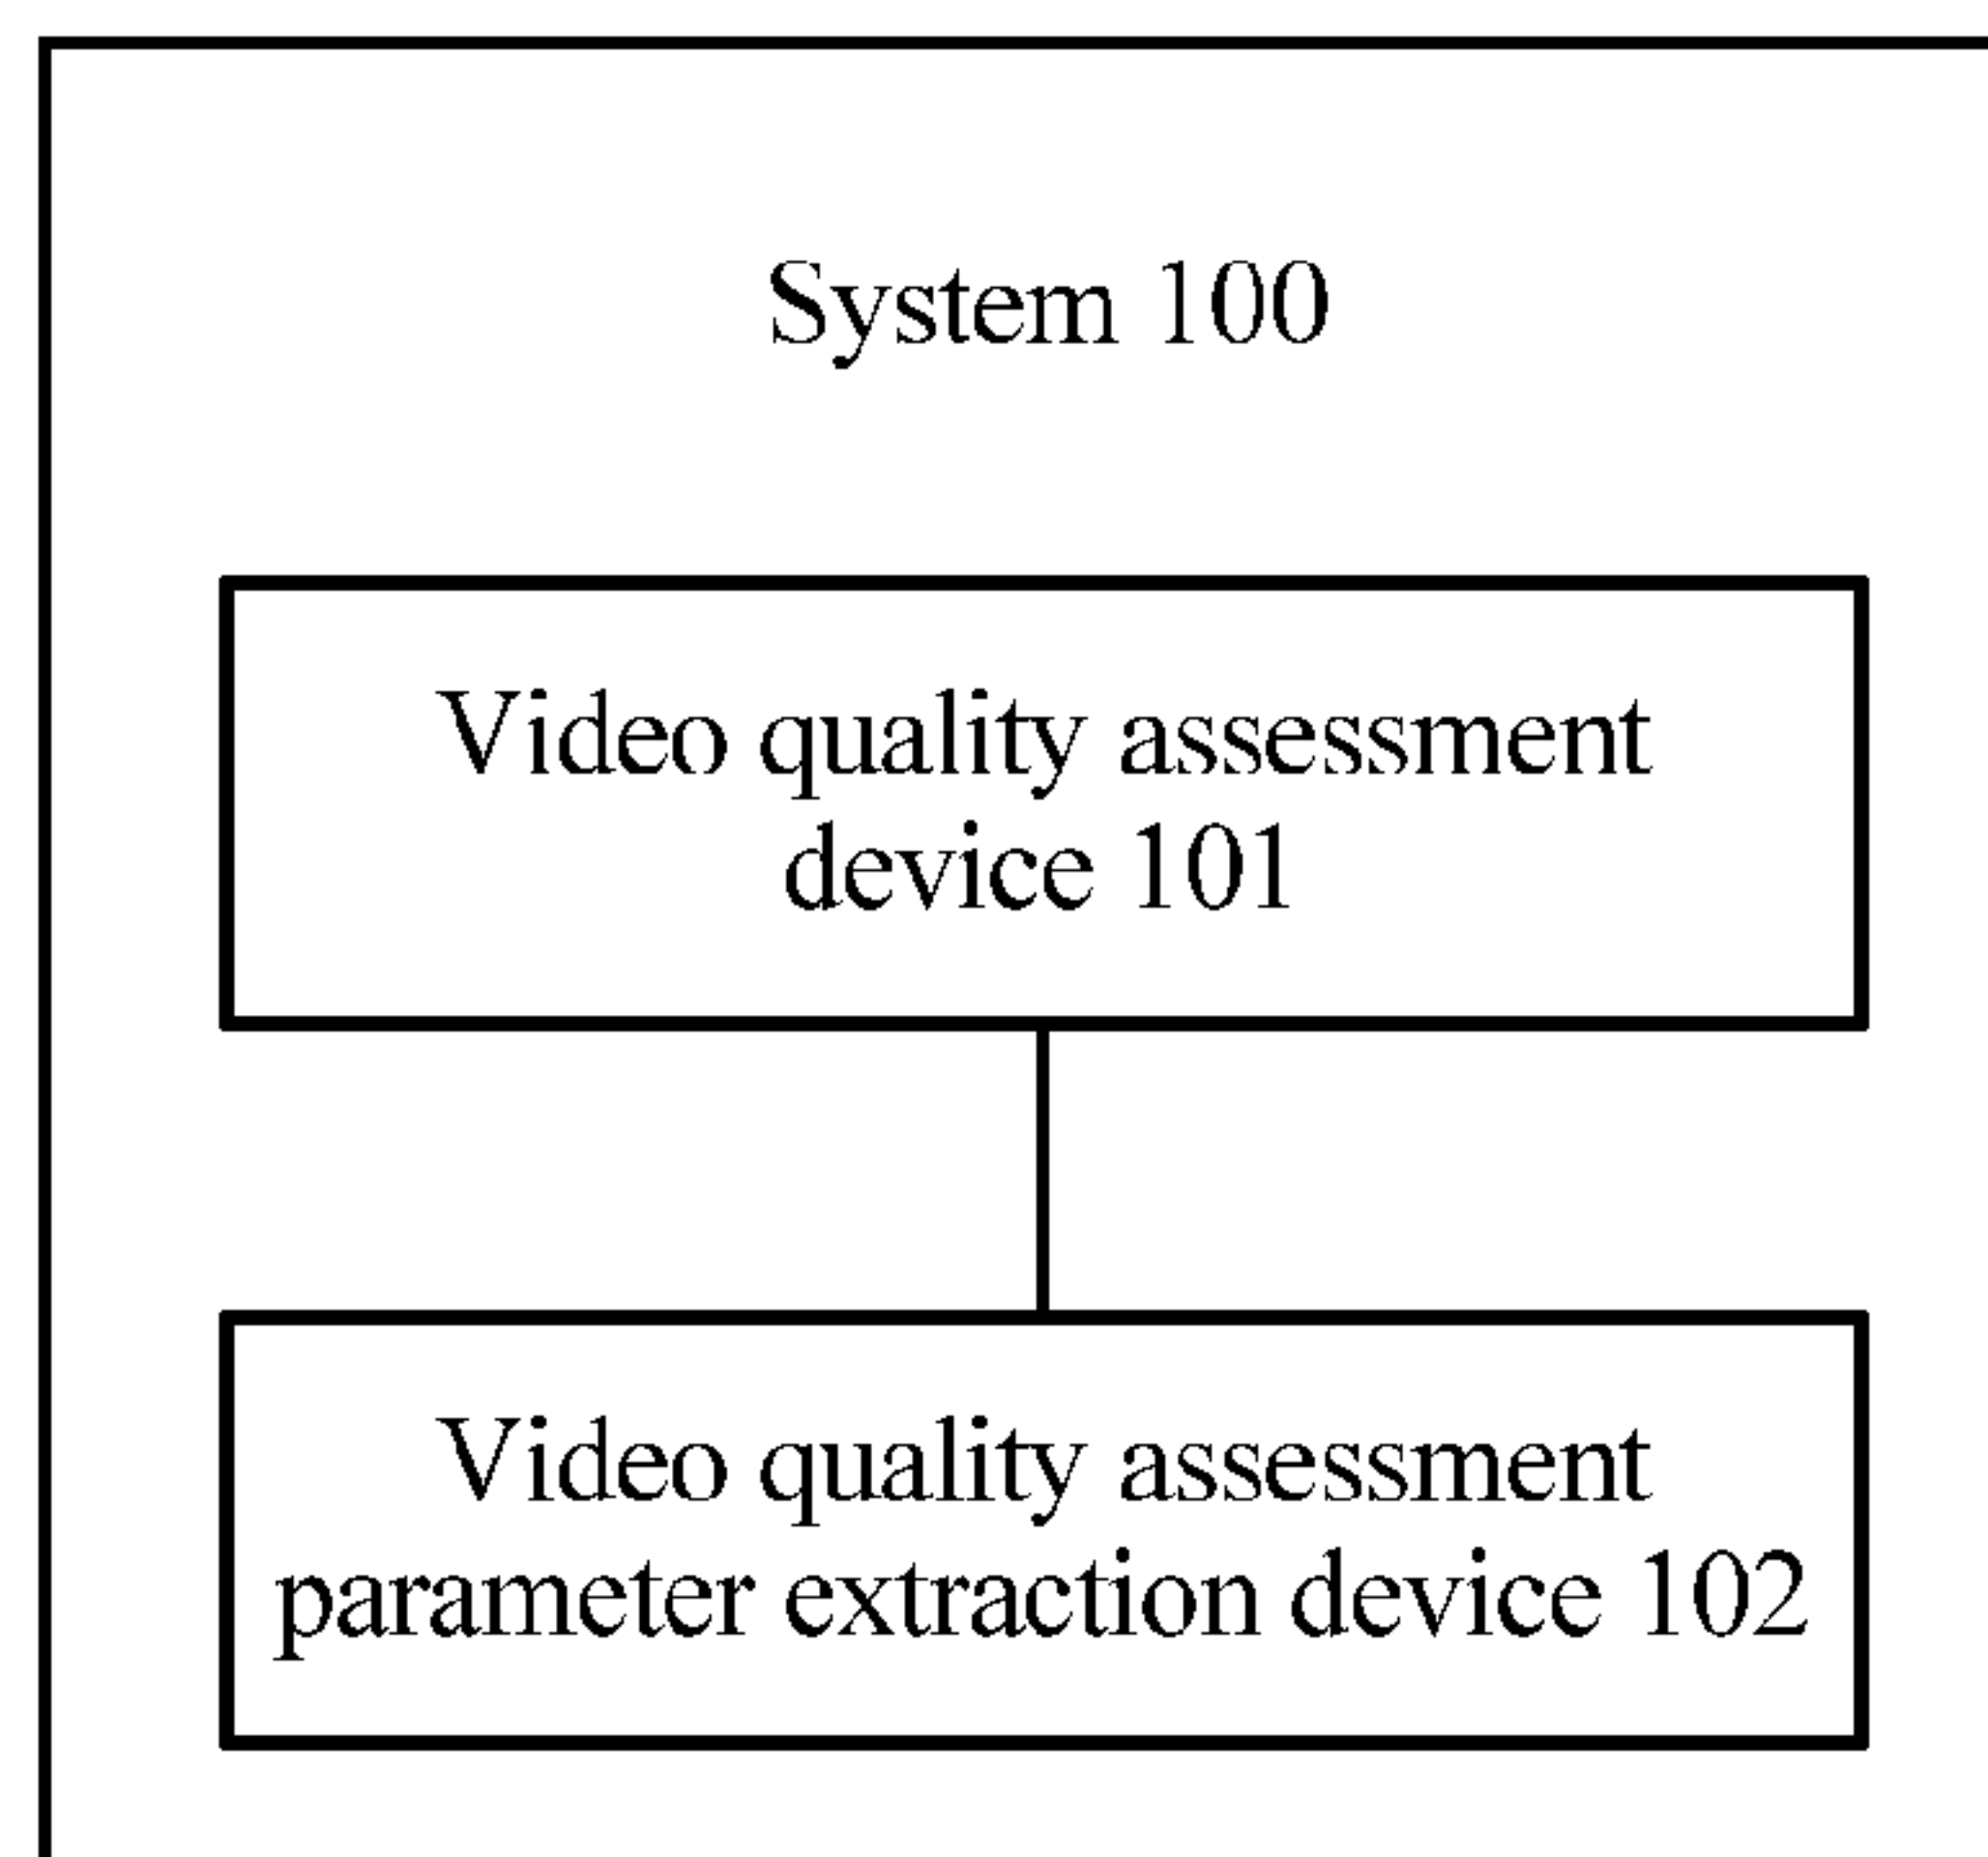 System 100
Video quality assessment
device 101
Video quality assessment
parameter extraction device 102